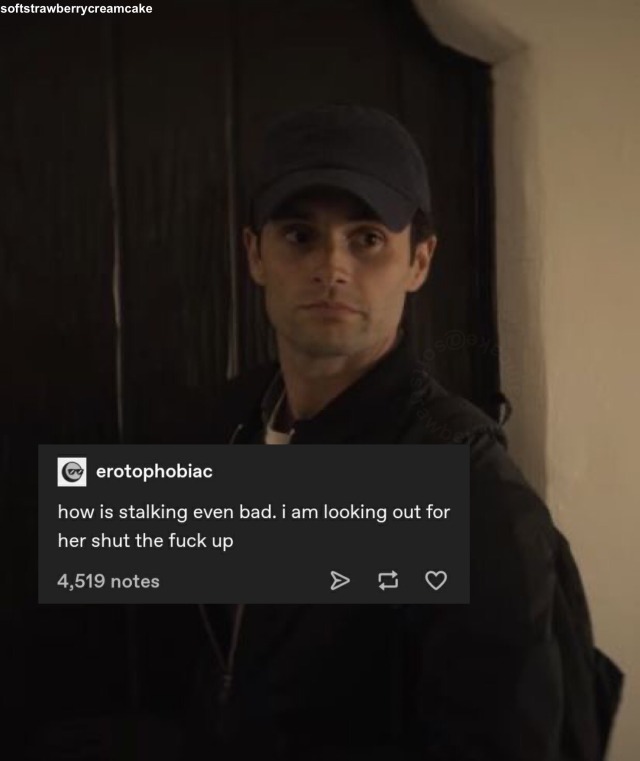 softstrawberrycreamcake
erotophobiac
how is stalking even bad. i am looking out for
her shut the fuck up
4,519 notes